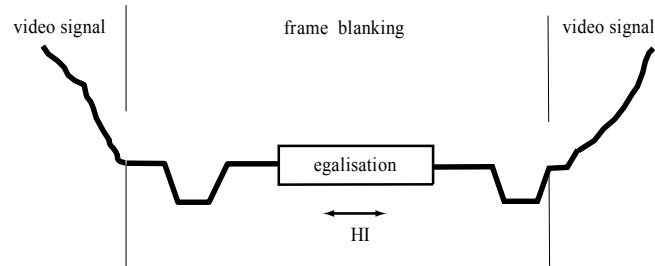 video signal
frame blanking
video signal
egalisation
HI